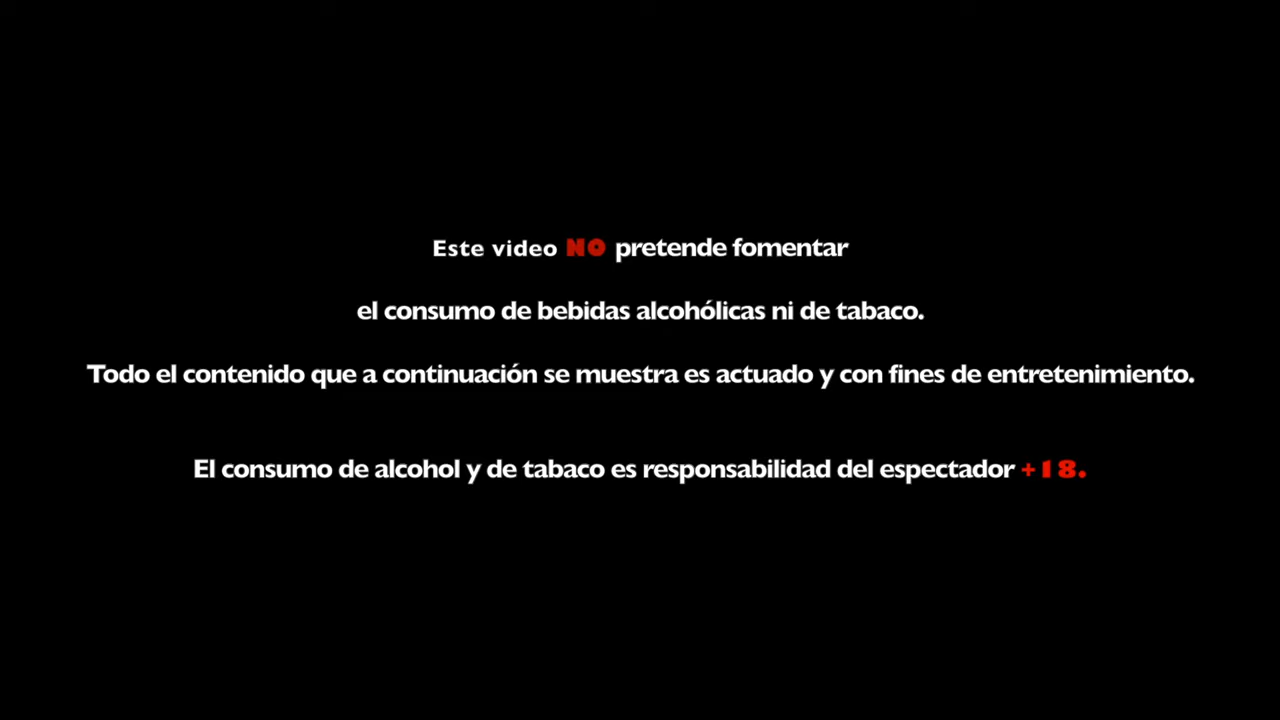 Este video NO pretende fomentar
el consumo de bebidas alcohólicas ni de tabaco.
Todo el contenido que a continuación se muestra es actuado y con fines de entretenimiento.
El consumo de alcohol y de tabaco es responsabilidad del espectador +18.